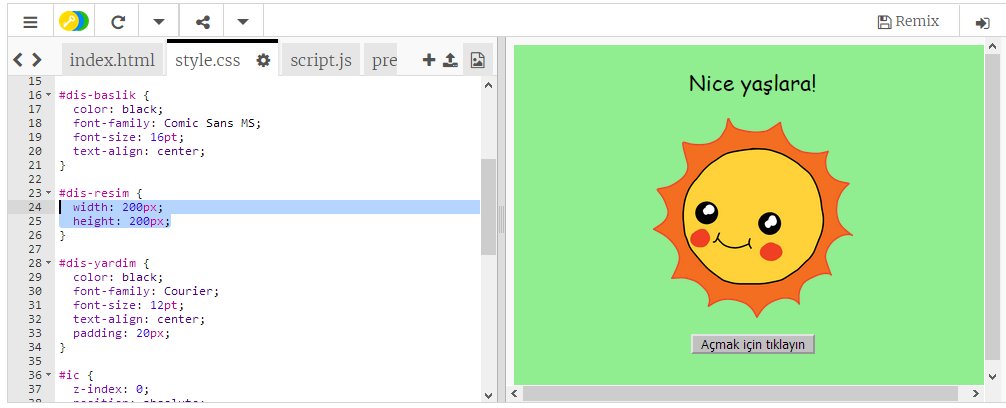 Remix
index.html
style.css
script.js
pre
15
16 #dis-baslik {
17 color: black;
18 font-family: Comic Sans MS;
19 font-size: 16pt;
20 text-align: center;
21 }
22
23 #dis-resim {
24 width: 200px;
25 height: 200px;
26 }
27
28 #dis-yardim {
29 color: black;
30 font-family: Courier;
31 font-size: 12pt;
32 text-align: center;
33 padding: 20px;
34 }
35
36 #ic {
37 z-index: 0;
Nice yaşlara!
Açmak için tıklayın